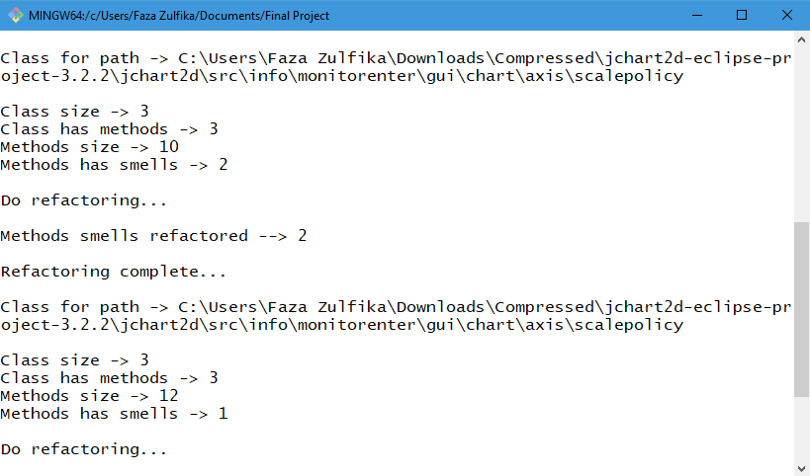 MINGW64:/c/Users/Faza Zulfika/Documents/Final Project
Class for path -> C:\Users\Faza Zulfika\Downloads\Compressed\jchart2d-eclipse-pr
oject-3.2.2\jchart2d\src\info\monitorenter\gui\chart\axis\scalepolicy
Class size -> 3
Class has methods -> 3
Methods size -> 10
Methods has smells -> 2
Do refactoring...
Methods smells refactored --> 2
Refactoring complete...
Class for path -> C:\Users\Faza Zulfika\Downloads\Compressed\jchart2d-eclipse-pr
oject-3.2.2\jchart2d\src\info\monitorenter\gui\chart\axis\scalepolicy
Class size -> 3
Class has methods -> 3
Methods size -> 12
Methods has smells -> 1
Do refactoring...